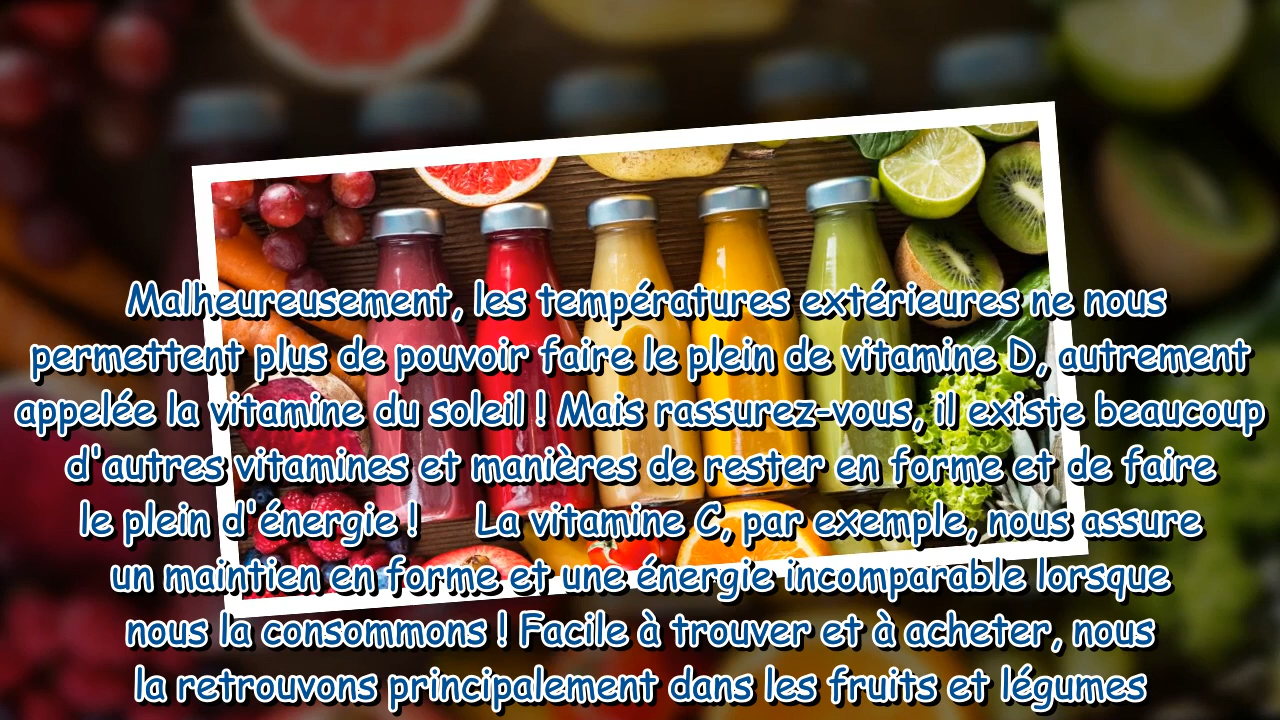 Malheureusement, les températures extérieures ne nous
permettent plus de pouvoir faire le plein de vitamine D, autrement
appelée la vitamine du soleil ! Mais rassurez-vous, il existe beaucoup
d'autres vitamines et manières de rester en forme et de faire
le plein d'énergie ! La vitamine C, par exemple, nous assure
un maintien en forme et une énergie incomparable lorsque
nous la consommons ! Facile à trouver et à acheter, nous
la retrouvons principalement dans les fruits et légumes